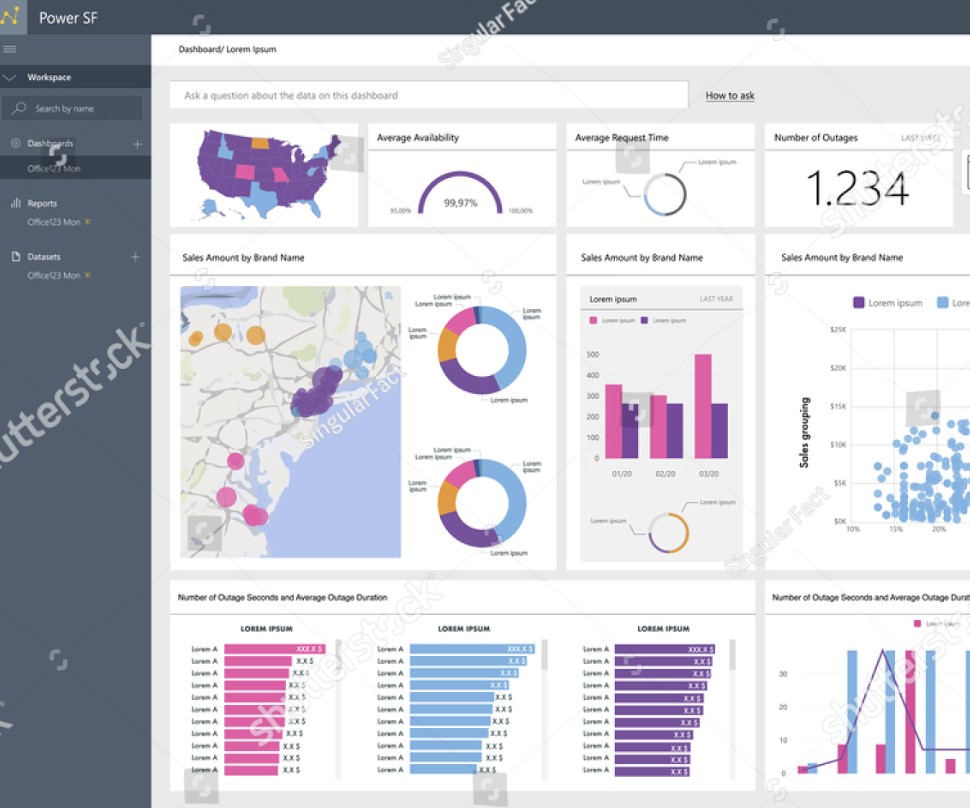 Power SF
Dashboard/ Lorem Ipsum
Workspace
Search by name
Dashboards
Office123 Mon
Reports
Office123 Mon
Datasets
Office123 Mon
Ask a question about the data on this dashboard
How to ask
Average Availability
99,97%
95,00%
100,00%
Average Request Time
Lorem ipsum
Lorem ipsum
Number of Outages
LAST WEEK
1.234
Sales Amount by Brand Name
Lorem ipsum
Lorem ipsum
Lorem ipsum
Lorem ipsum
Lorem ipsum
Lorem ipsum
Lorem ipsum
Lorem ipsum
Lorem ipsum
Lorem ipsum
Sales Amount by Brand Name
Lorem ipsum
LAST YEAR
Lorem ipsum
Lorem ipsum
500
400
300
200
100
0
01/20
02/20
03/20
Lorem ipsum
Lorem ipsum
Sales Amount by Brand Name
Lorem ipsum
Lore
Sales grouping
$25K
$20K
$15K
$10K
$5K
$0K
10%
15%
20%
Number of Outage Seconds and Average Outage Duration
LOREM IPSUM
Lorem A XXX.X $
Lorem A X.X $
Lorem A X.X $
Lorem A X.X $
Lorem A X.X $
Lorem A X.X $
Lorem A X.X $
Lorem A X.X $
Lorem A X.X $
Lorem A X.X $
Lorem A X.X $
LOREM IPSUM
Lorem A XXX.X $
Lorem A X.X $
Lorem A X.X $
Lorem A X.X $
Lorem A X.X $
Lorem A X.X $
Lorem A X.X $
Lorem A X.X $
Lorem A X.X $
Lorem A X.X $
Lorem A X.X $
LOREM IPSUM
Lorem A XXX.X $
Lorem A X.X $
Lorem A X.X $
Lorem A X.X $
Lorem A X.X $
Lorem A X.X $
Lorem A X.X $
Lorem A X.X $
Lorem A X.X $
Lorem A X.X $
Lorem A X.X $
Number of Outage Seconds and Average Outage Durat
Lorem ipsum
30
20
10
0
shutterstock
SingularFact
shutterstock
SingularFact
shutterstock
SingularFact
shutterstock